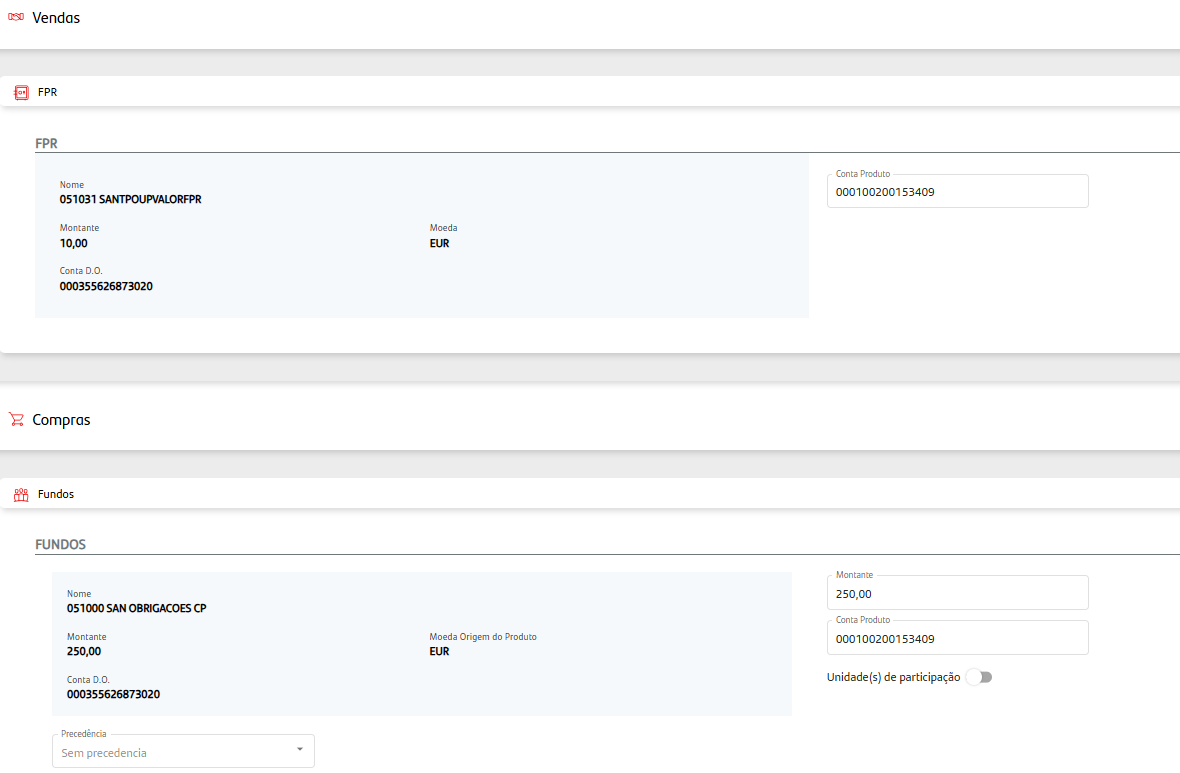 Vendas
FPR
FPR
Nome
051031 SANTPOUPVALORFPR
Conta Produto
000100200153409
Montante
10,00
Moeda
EUR
Conta D.O.
000355626873020
Compras
Fundos
FUNDOS
Nome
051000 SAN OBRIGACOES CP
Montante
250,00
Moeda Origem do Produto
EUR
Conta D.O.
000355626873020
Montante
250,00
Conta Produto
000100200153409
Unidade(s) de participação
Precedência
Sem precedencia